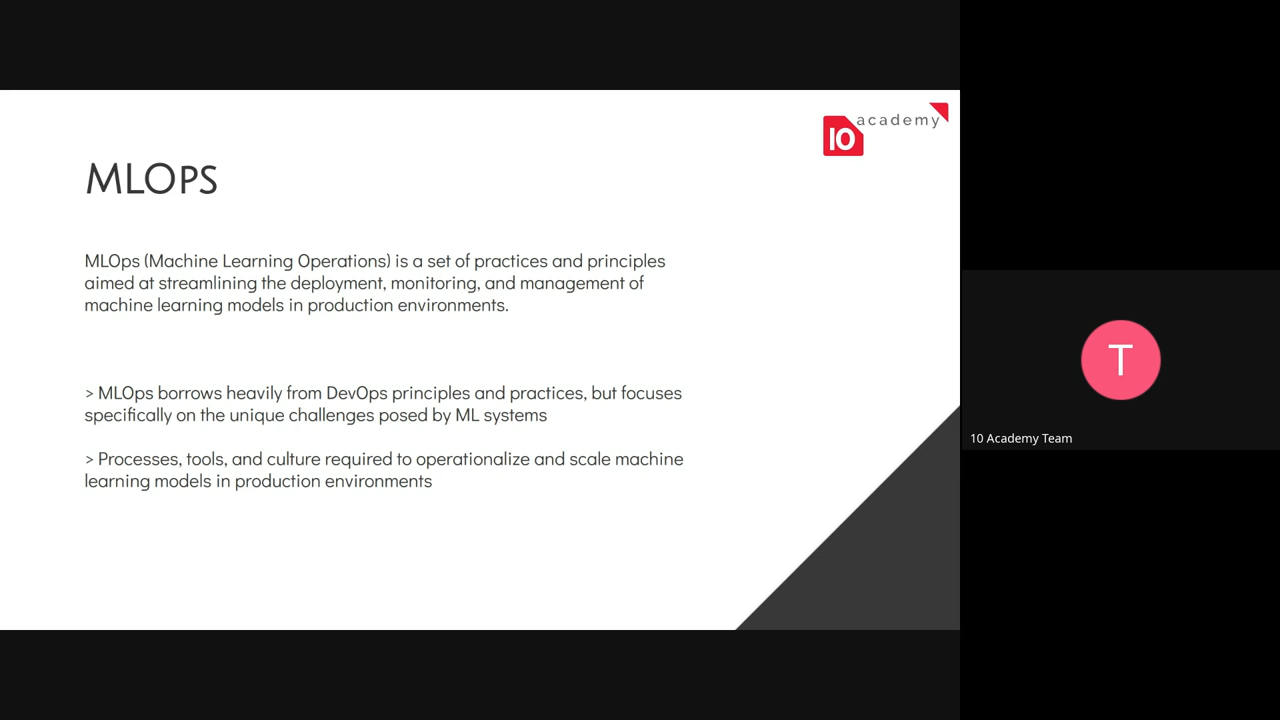 10 academy
MLOps
MLOps (Machine Learning Operations) is a set of practices and principles
aimed at streamlining the deployment, monitoring, and management of
machine learning models in production environments.
> MLOps borrows heavily from DevOps principles and practices, but focuses
specifically on the unique challenges posed by ML systems
> Processes, tools, and culture required to operationalize and scale machine
learning models in production environments
T
10 Academy Team